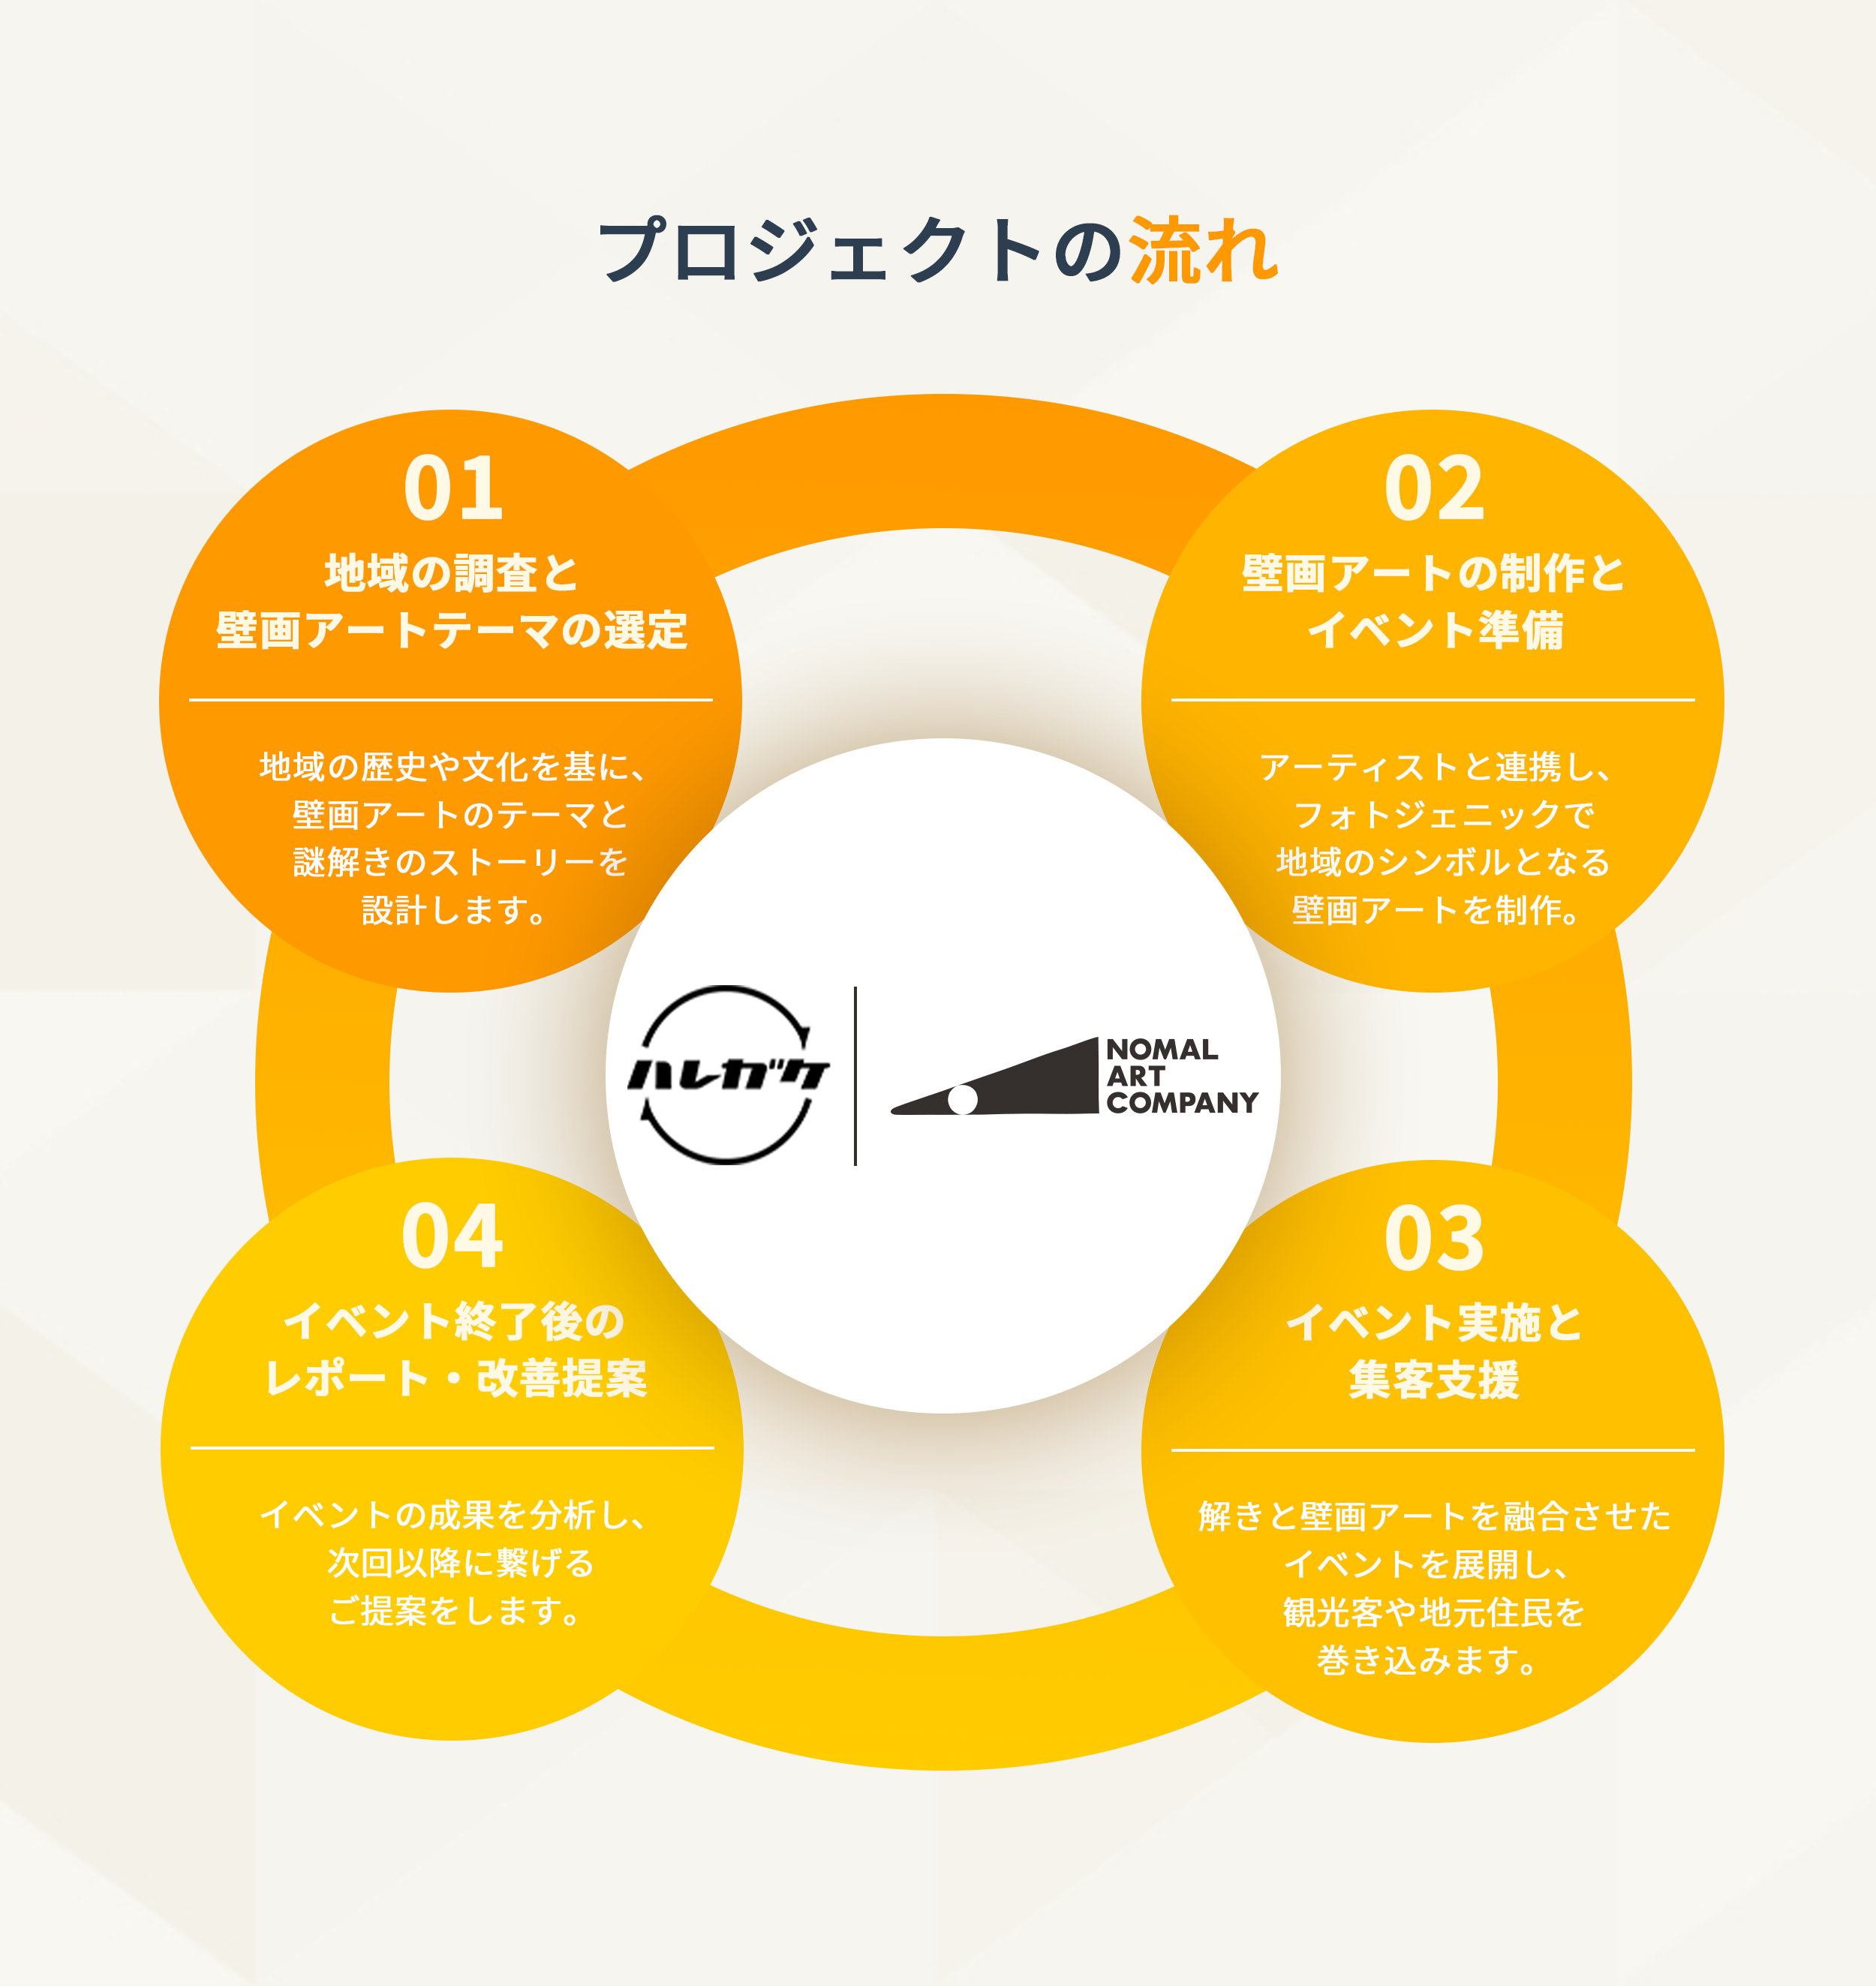 プロジェクトの流れ
01
地域の調査と
壁画アートテーマの選定
地域の歴史や文化を基に、
壁画アートのテーマと
謎解きのストーリーを
設計します。
02
壁画アートの制作と
イベント準備
アーティストと連携し、
フォトジェニックで
地域のシンボルとなる
壁画アートを制作。
ハレガケ
NOMAL
ART
COMPANY
03
イベント実施と
集客支援
解きと壁画アートを融合させた
イベントを展開し、
観光客や地元住民を
巻き込みます。
04
イベント終了後の
レポート・改善提案
イベントの成果を分析し、
次回以降に繋げる
ご提案をします。